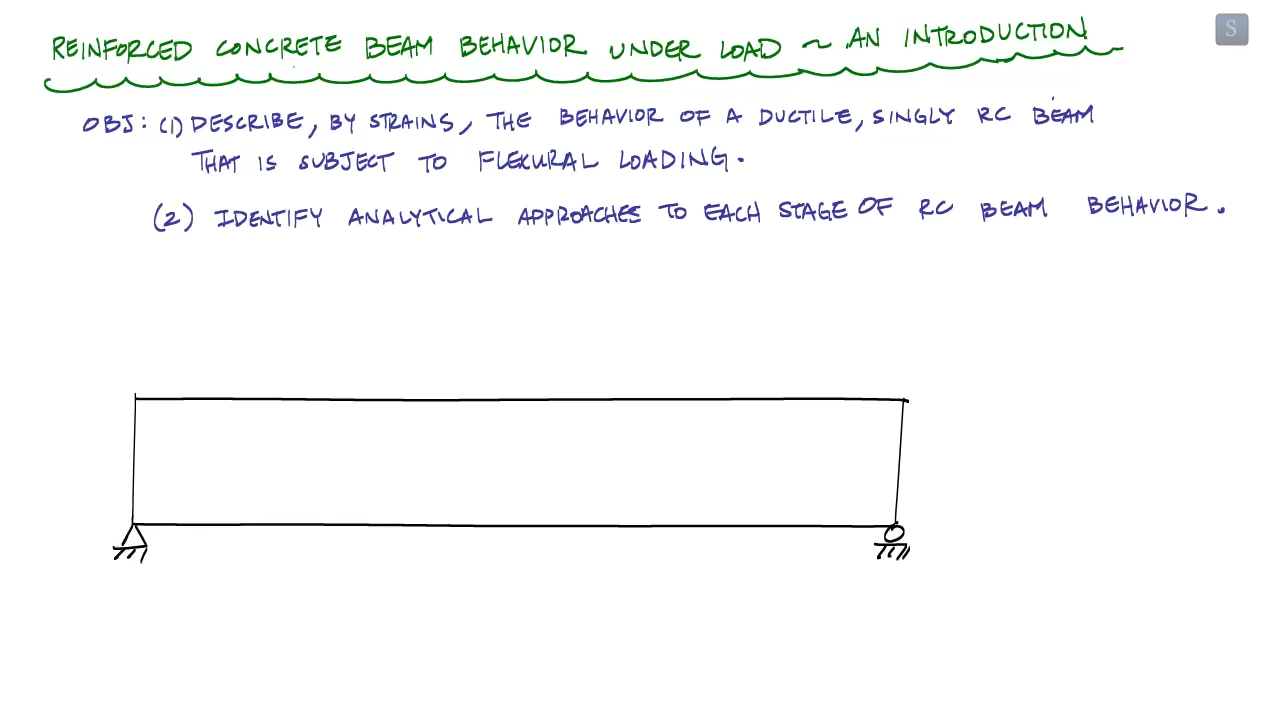 REINFORCED CONCRETE BEAM BEHAVIOR UNDER LOAD ~ AN INTRODUCTION
S
OBJ: (1) DESCRIBE, BY STRAINS, THE BEHAVIOR OF A DUCTILE, SINGLY RC BEAM
THAT IS SUBJECT TO FLEXURAL LOADING.
(2) IDENTIFY ANALYTICAL APPROACHES TO EACH STAGE OF RC BEAM BEHAVIOR.